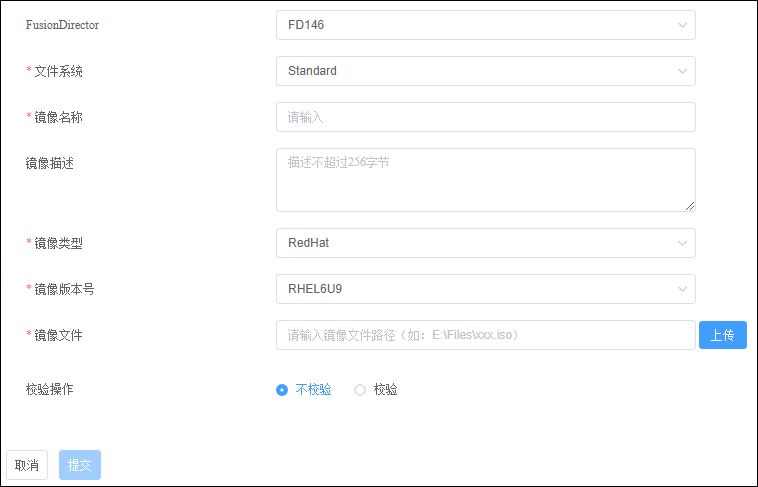 FusionDirector FD146
* 文件系统 Standard
* 镜像名称 请输入
镜像描述 描述不超过256字节
* 镜像类型 RedHat
* 镜像版本号 RHEL6U9
* 镜像文件 请输入镜像文件路径（如：E:\Files\xxx.iso） 上传
校验操作 不校验 校验
取消 提交